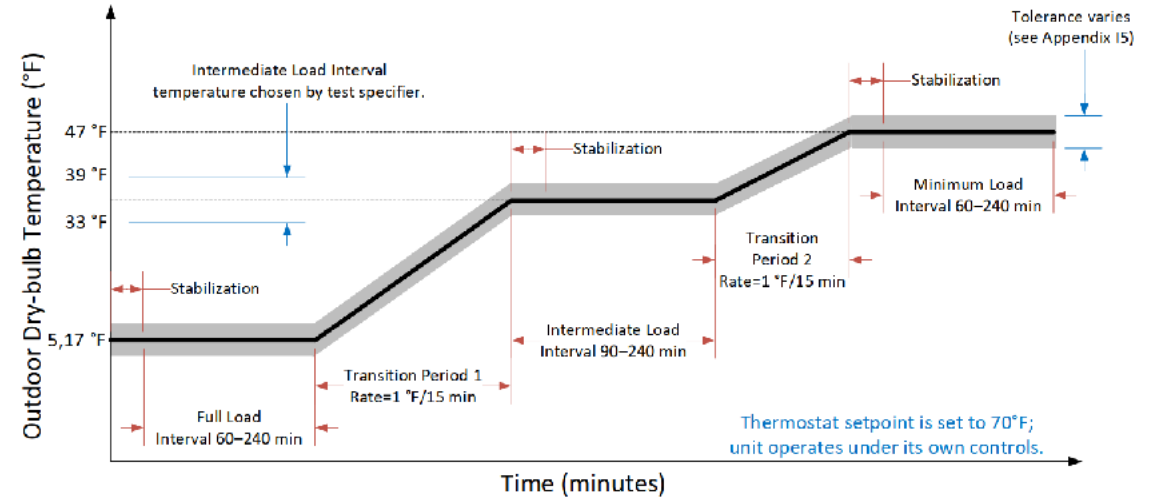 Tolerance varies
(see Appendix I5)
Outdoor Dry-bulb Temperature (°F)
Intermediate Load Interval
temperature chosen by test specifier.
Stabilization
47 °F
Stabilization
39 °F
Minimum Load
Interval 60–240 min
33 °F
Transition
Period 2
Rate=1 °F/15 min
Stabilization
5,17 °F
Intermediate Load
Interval 90–240 min
Transition Period 1
Rate=1 °F/15 min
Full Load
Interval 60–240 min
Thermostat setpoint is set to 70°F;
unit operates under its own controls.
Time (minutes)